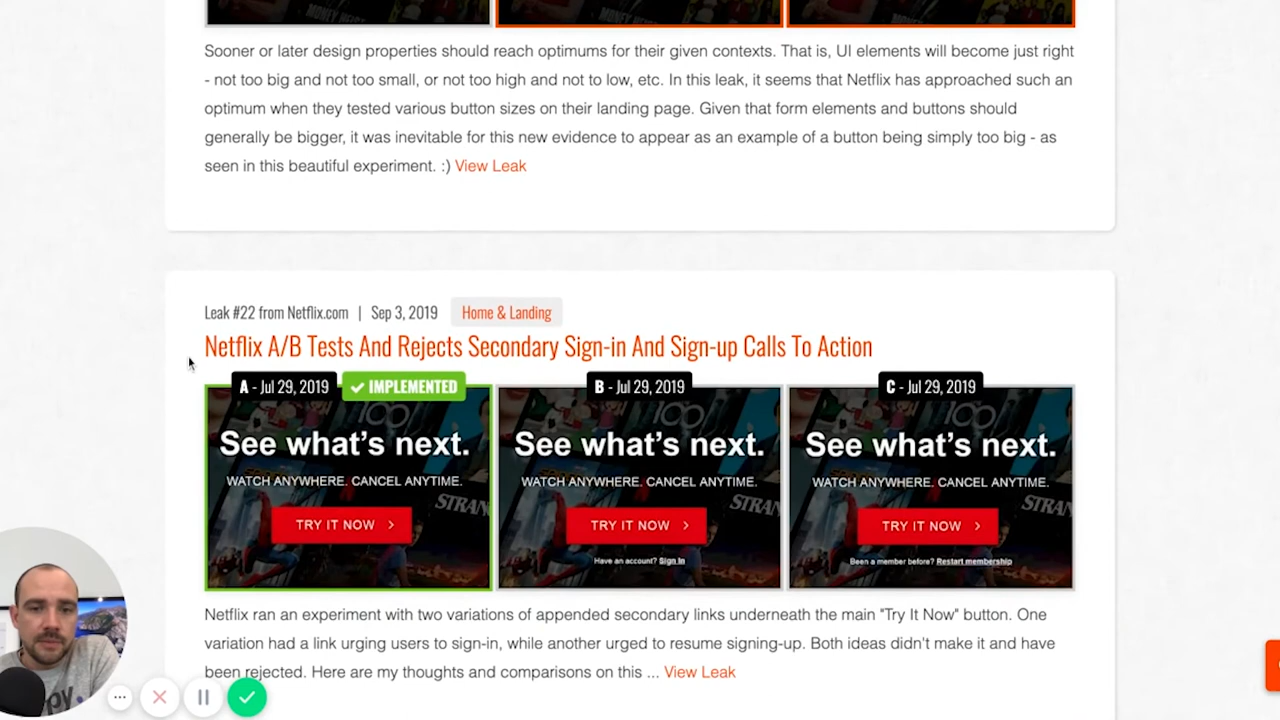 MONEY HEIST
Sooner or later design properties should reach optimums for their given contexts. That is, UI elements will become just right
- not too big and not too small, or not too high and not to low, etc. In this leak, it seems that Netflix has approached such an
optimum when they tested various button sizes on their landing page. Given that form elements and buttons should
generally be bigger, it was inevitable for this new evidence to appear as an example of a button being simply too big - as
seen in this beautiful experiment. :) View Leak
Leak #22 from Netflix.com | Sep 3, 2019 Home & Landing
Netflix A/B Tests And Rejects Secondary Sign-in And Sign-up Calls To Action
A - Jul 29, 2019 ✓ IMPLEMENTED
See what's next.
WATCH ANYWHERE. CANCEL ANYTIME.
TRY IT NOW >
B - Jul 29, 2019
See what's next.
WATCH ANYWHERE. CANCEL ANYTIME.
TRY IT NOW >
Have an account? Sign In
C - Jul 29, 2019
See what's next.
WATCH ANYWHERE. CANCEL ANYTIME.
TRY IT NOW >
Been a member before? Restart membership
Netflix ran an experiment with two variations of appended secondary links underneath the main "Try It Now" button. One
variation had a link urging users to sign-in, while another urged to resume signing-up. Both ideas didn't make it and have
been rejected. Here are my thoughts and comparisons on this ... View Leak